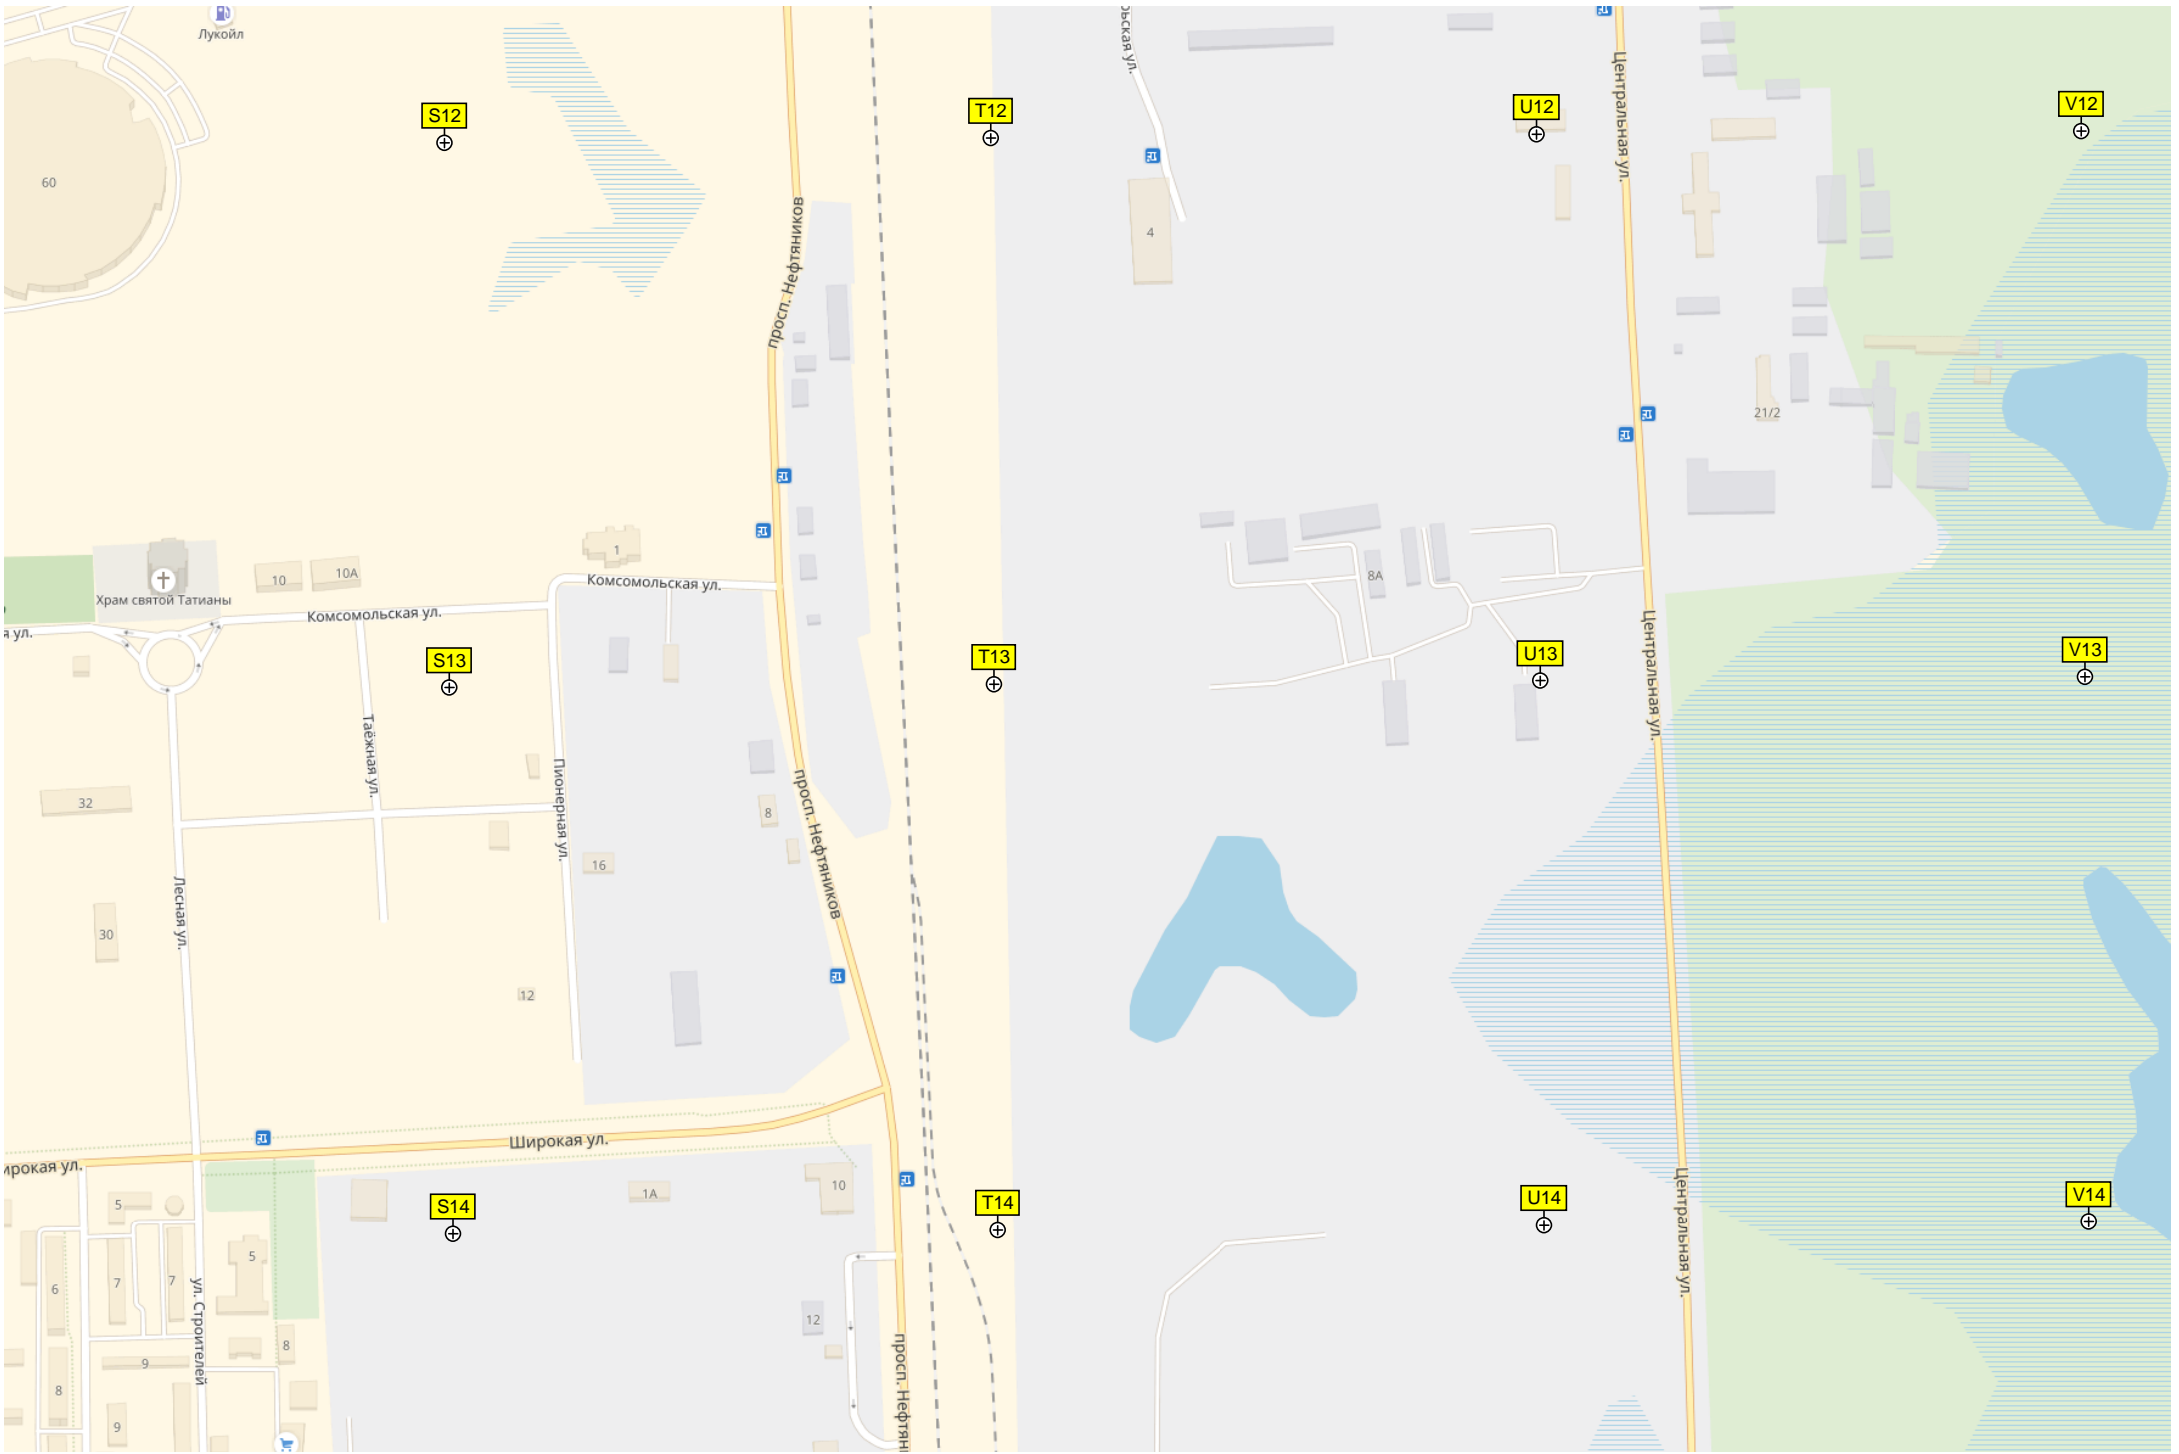 Лукойл
S12
T12
U12
V12
60
4
Центральная ул.
просп. Нефтяников
21/2
1
10
10А
8А
Комсомольская ул.
Храм святой Татианы
Комсомольская ул.
S13
T13
U13
V13
Центральная ул.
Таёжная ул.
Пионерная ул.
просп. Нефтяников
32
8
16
Лесная ул.
30
12
Широкая ул.
S14
T14
U14
V14
1А
10
5
5
7
7
6
8
9
8
9
12
ул. Строителей
Центральная ул.